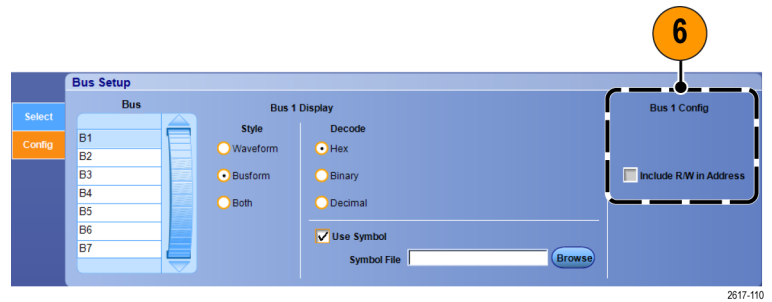 6
Bus Setup
Select
Config
Bus
B1
B2
B3
B4
B5
B6
B7
Bus 1 Display
Style
Waveform
Busform
Both
Decode
Hex
Binary
Decimal
Use Symbol
Symbol File
Browse
Bus 1 Config
Include R/W in Address
2617-110